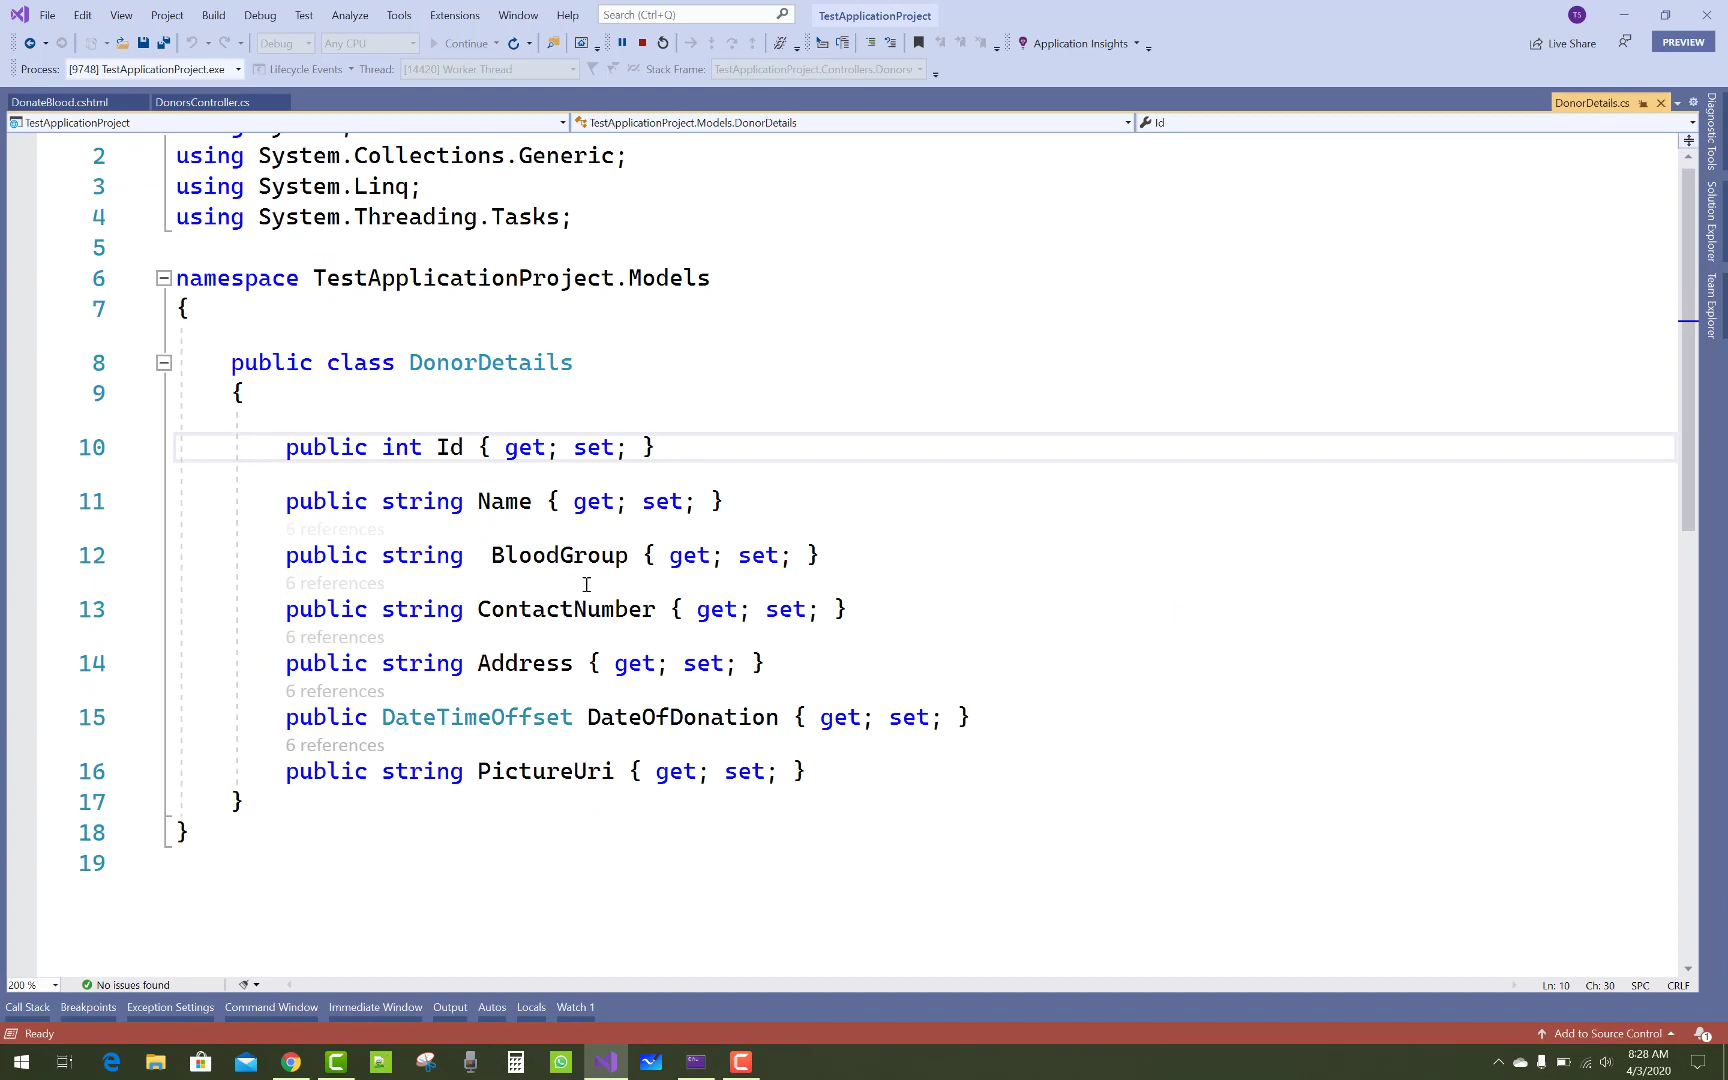 File Edit View Project Build Debug Test Analyze Tools Extensions Window Help Search (Ctrl+Q) TestApplicationProject TS
Debug Any CPU Continue Application Insights Live Share PREVIEW
Process: [9748] TestApplicationProject.exe Lifecycle Events Thread: [14420] Worker Thread Stack Frame: TestApplicationProject.Controllers.Donors
DonateBlood.cshtml DonorsController.cs DonorDetails.cs
TestApplicationProject TestApplicationProject.Models.DonorDetails Id
2 using System.Collections.Generic;
3 using System.Linq;
4 using System.Threading.Tasks;
5
6 namespace TestApplicationProject.Models
7 {
8 public class DonorDetails
9 {
10 public int Id { get; set; }
11 public string Name { get; set; }
6 references
12 public string  BloodGroup { get; set; }
6 references
13 public string ContactNumber { get; set; }
6 references
14 public string Address { get; set; }
6 references
15 public DateTimeOffset DateOfDonation { get; set; }
6 references
16 public string PictureUri { get; set; }
17 }
18 }
19
Diagnostic Tools
Solution Explorer
Team Explorer
200 % No issues found Ln: 10 Ch: 30 SPC CRLF
Call Stack Breakpoints Exception Settings Command Window Immediate Window Output Autos Locals Watch 1
Ready Add to Source Control 1
8:28 AM
4/3/2020